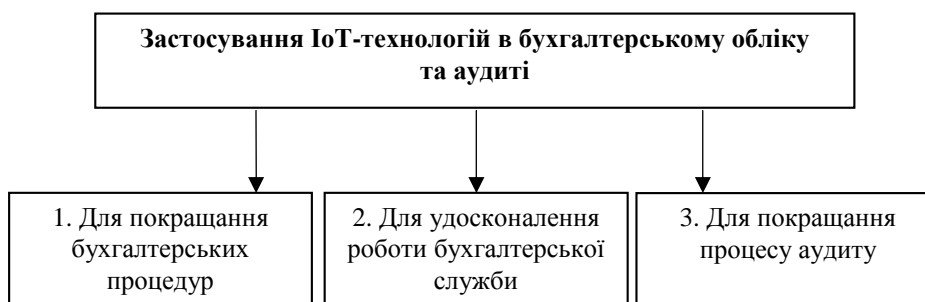 Застосування IoT-технологій в бухгалтерському обліку
та аудиті
1. Для покращання
бухгалтерських
процедур
2. Для удосконалення
роботи бухгалтерської
служби
3. Для покращання
процесу аудиту